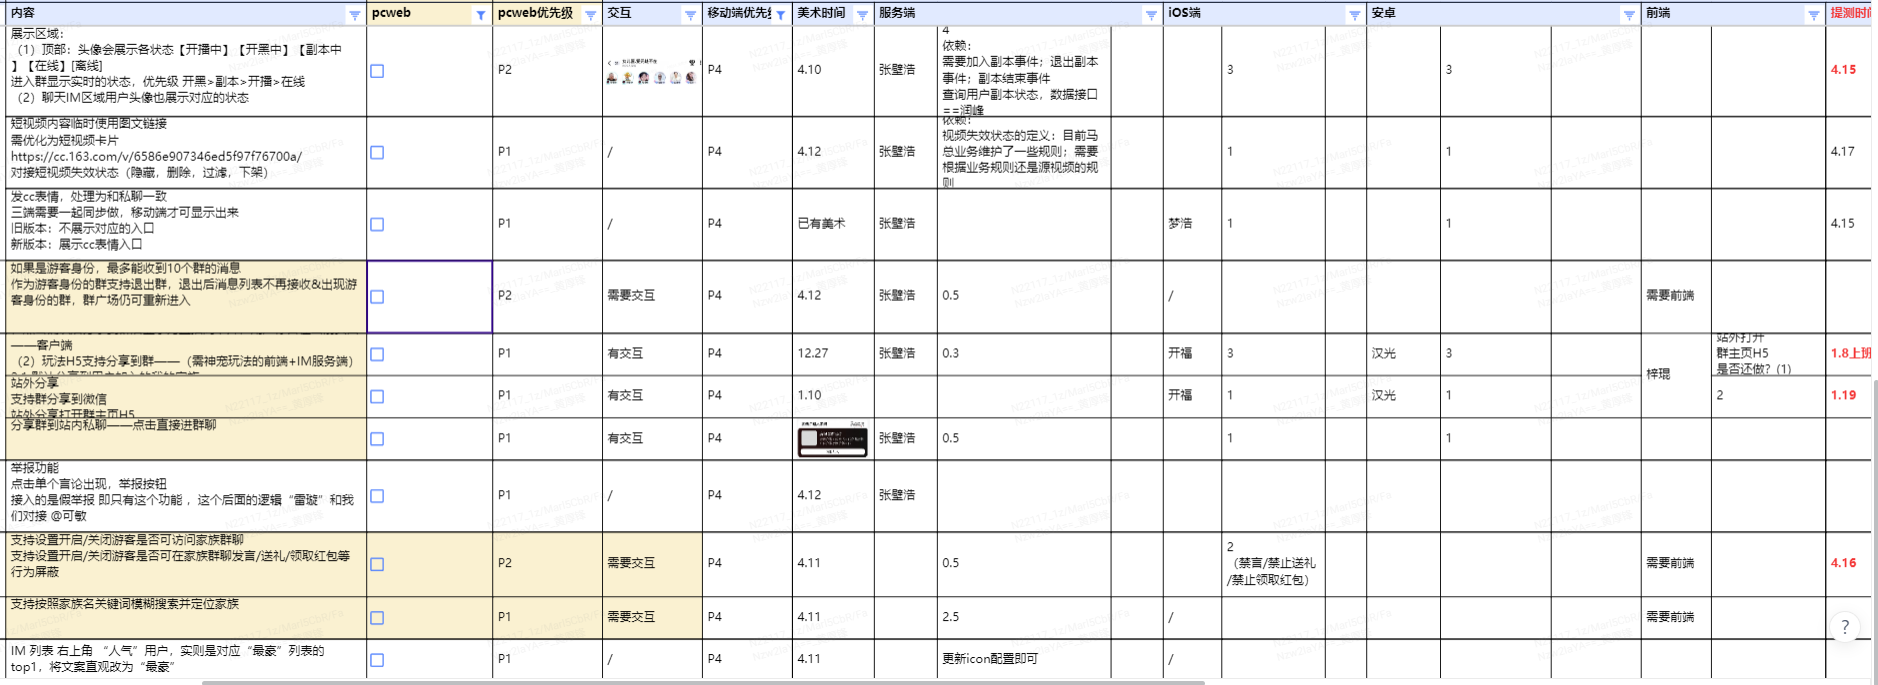 内容 pcweb pcweb优先级 交互 移动端优先级 美术时间 服务端 iOS端 安卓 前端 提测时间
展示区域：
（1）顶部：头像会展示各状态【开播中】【开黑中】【副本中
】【在线】[离线]
进入群显示实时的状态，优先级 开黑>副本>开播>在线
（2）聊天IM区域用户头像也展示对应的状态
P2
P4
4.10
张壁浩
4
依赖：
需要加入副本事件；退出副本
事件；副本结束事件
查询用户副本状态，数据接口
==润峰
3
3
4.15
短视频内容临时使用图文链接
需优化为短视频卡片
https://cc.163.com/v/6586e907346ed5f97f76700a/
对接短视频失效状态（隐藏，删除，过滤，下架）
P1
/
P4
4.12
张壁浩
依赖：
视频失效状态的定义：目前马
总业务维护了一些规则；需要
根据业务规则还是源视频的规
则
1
1
4.17
发cc表情，处理为和私聊一致
三端需要一起同步做，移动端才可显示出来
旧版本：不展示对应的入口
新版本：展示cc表情入口
P1
/
P4
已有美术
张壁浩
梦浩
1
1
4.15
如果是游客身份，最多能收到10个群的消息
作为游客身份的群支持退出群，退出后消息列表不再接收&出现游
客身份的群，群广场仍可重新进入
P2
需要交互
P4
4.12
张壁浩
0.5
/
需要前端
——客户端
（2）玩法H5支持分享到群——（需神宠玩法的前端+IM服务端）
P1
有交互
P4
12.27
张壁浩
0.3
开福
3
汉光
3
梓琨
站外打开
群主页H5
是否还做？(1)
1.8上班
站外分享
支持群分享到微信
站外分享打开群主页H5
P1
有交互
P4
1.10
开福
1
汉光
1
2
1.19
分享群到站内私聊——点击直接进群聊
P1
有交互
P4
张壁浩
0.5
1
1
举报功能
点击单个言论出现，举报按钮
接入的是假举报 即只有这个功能 ，这个后面的逻辑“雷璇”和我
们对接 @可敏
P1
/
P4
4.12
张壁浩
支持设置开启/关闭游客是否可访问家族群聊
支持设置开启/关闭游客是否可在家族群聊发言/送礼/领取红包等
行为屏蔽
P2
需要交互
P4
4.11
0.5
2
（禁言/禁止送礼
/禁止领取红包）
需要前端
4.16
支持按照家族名关键词模糊搜索并定位家族
P1
需要交互
P4
4.11
2.5
/
需要前端
IM 列表 右上角 “人气”用户，实则是对应“最豪”列表的
top1，将文案直观改为“最豪”
P1
/
P4
4.11
更新icon配置即可
/
?